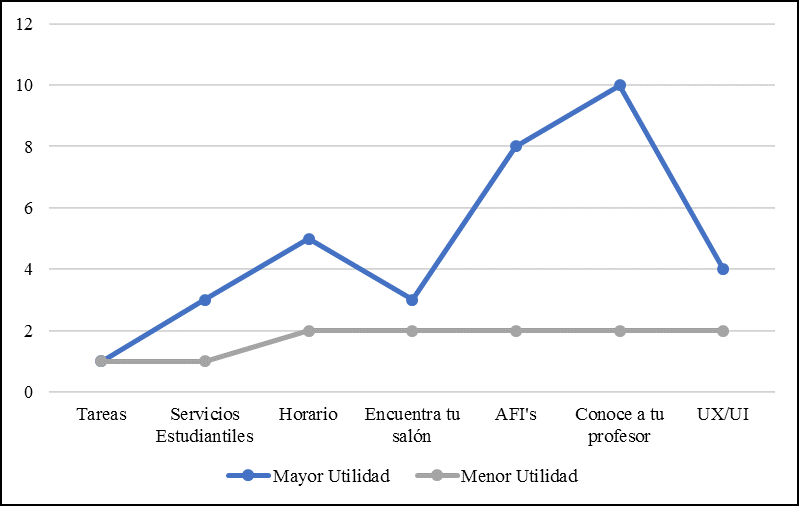 12
10
8
6
4
2
0
Tareas
Servicios
Estudiantiles
Horario
Encuentra tu
salón
AFI's
Conoce a tu
profesor
UX/UI
Mayor Utilidad
Menor Utilidad